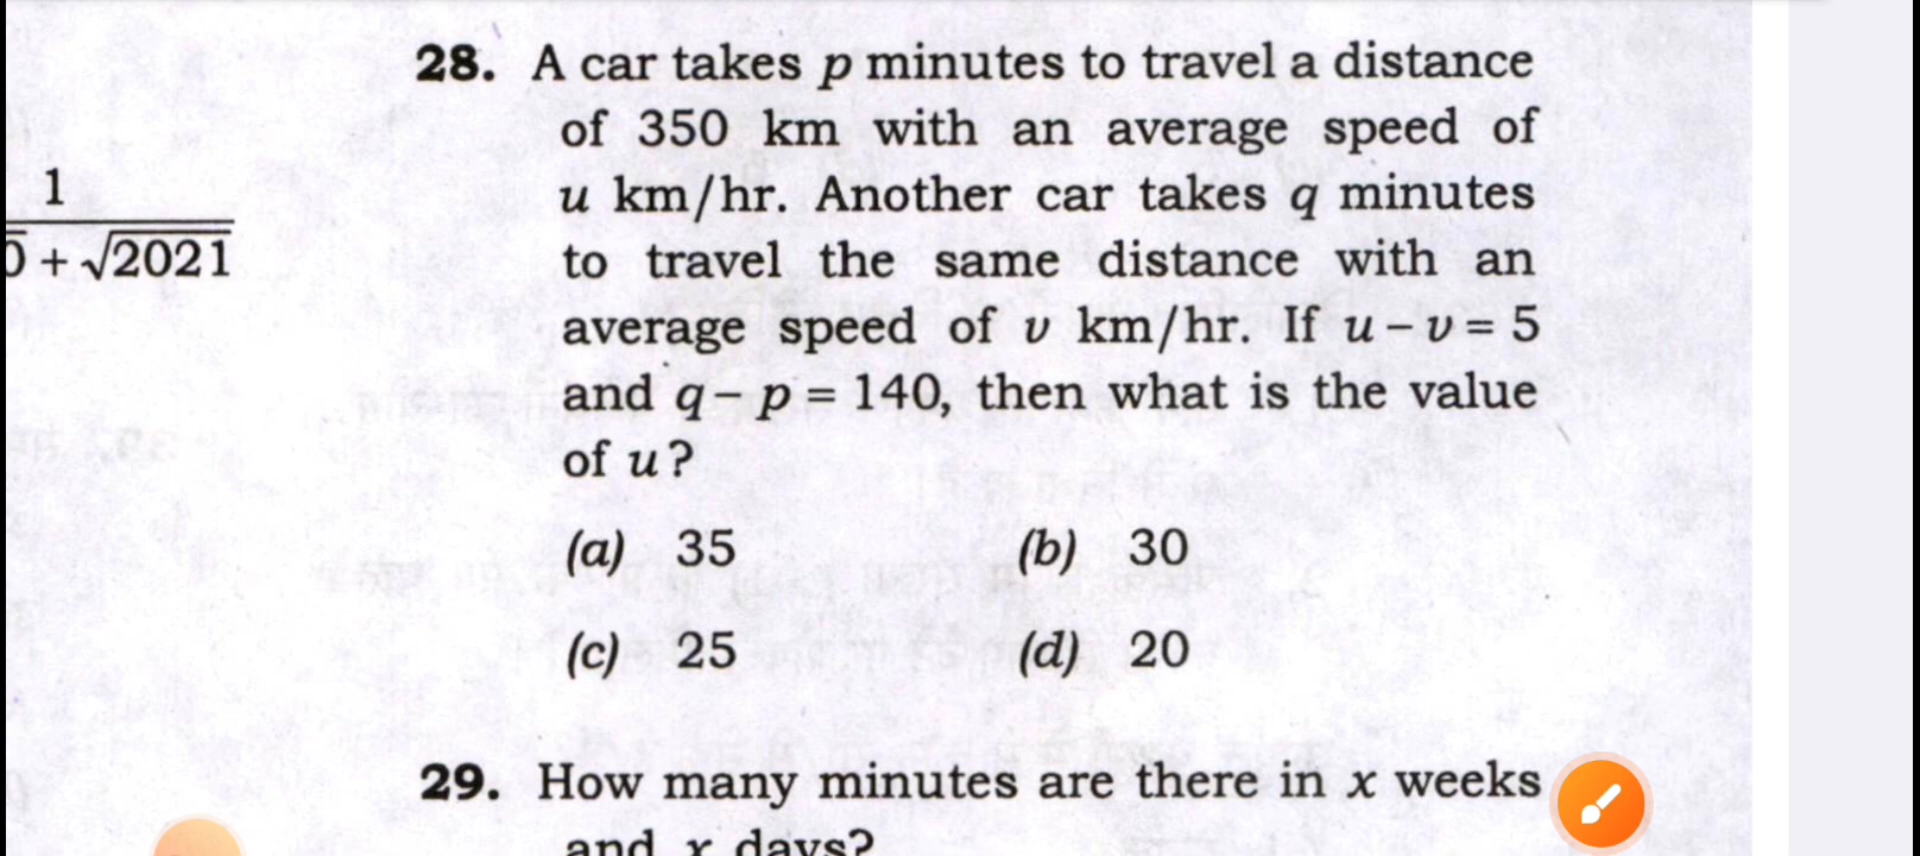 28. A car takes p minutes to travel a distance
of 350 km with an average speed of
u km/hr. Another car takes q minutes
to travel the same distance with an
average speed of v km/hr. If u – v = 5
and q – p = 140, then what is the value
of u?
(a) 35 (b) 30
(c) 25 (d) 20
29. How many minutes are there in x weeks
and x days?
1
+ √2021